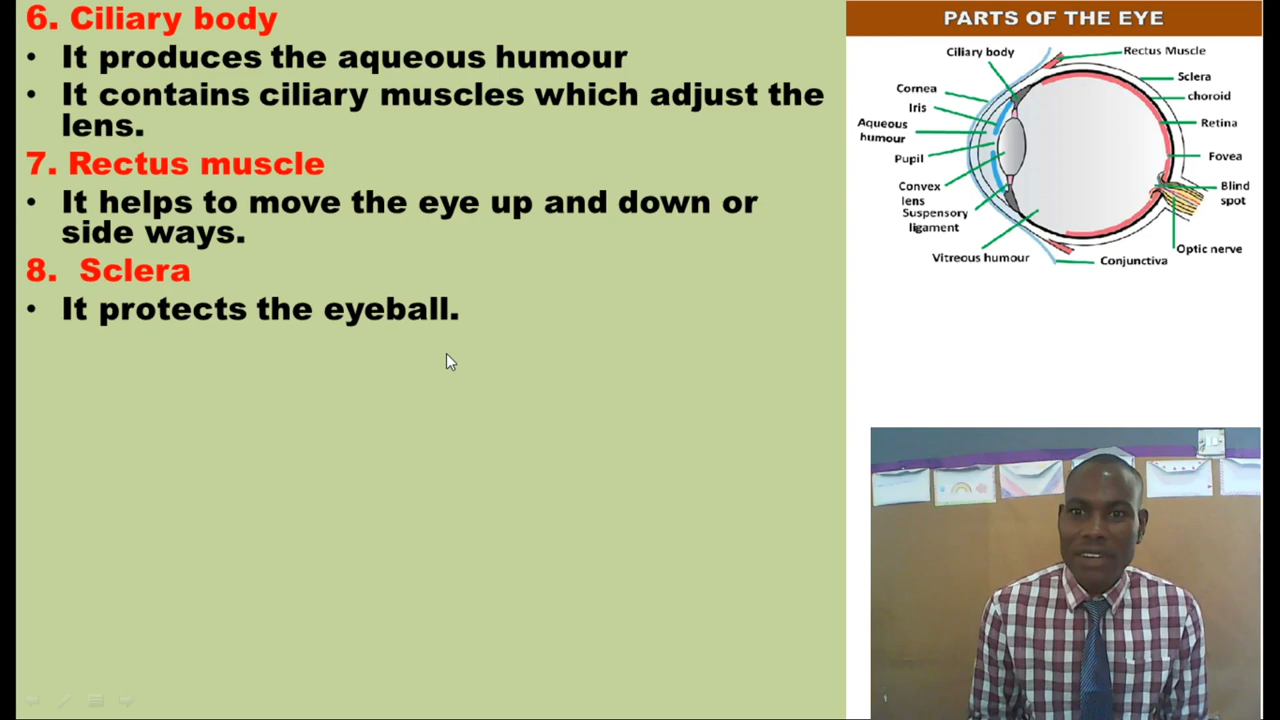 6. Ciliary body
• It produces the aqueous humour
• It contains ciliary muscles which adjust the
lens.
7. Rectus muscle
• It helps to move the eye up and down or
side ways.
8. Sclera
• It protects the eyeball.
PARTS OF THE EYE
Ciliary body
Rectus Muscle
Sclera
Cornea
choroid
Iris
Aqueous
humour
Retina
Pupil
Fovea
Convex
lens
Blind
spot
Suspensory
ligament
Optic nerve
Vitreous humour
Conjunctiva